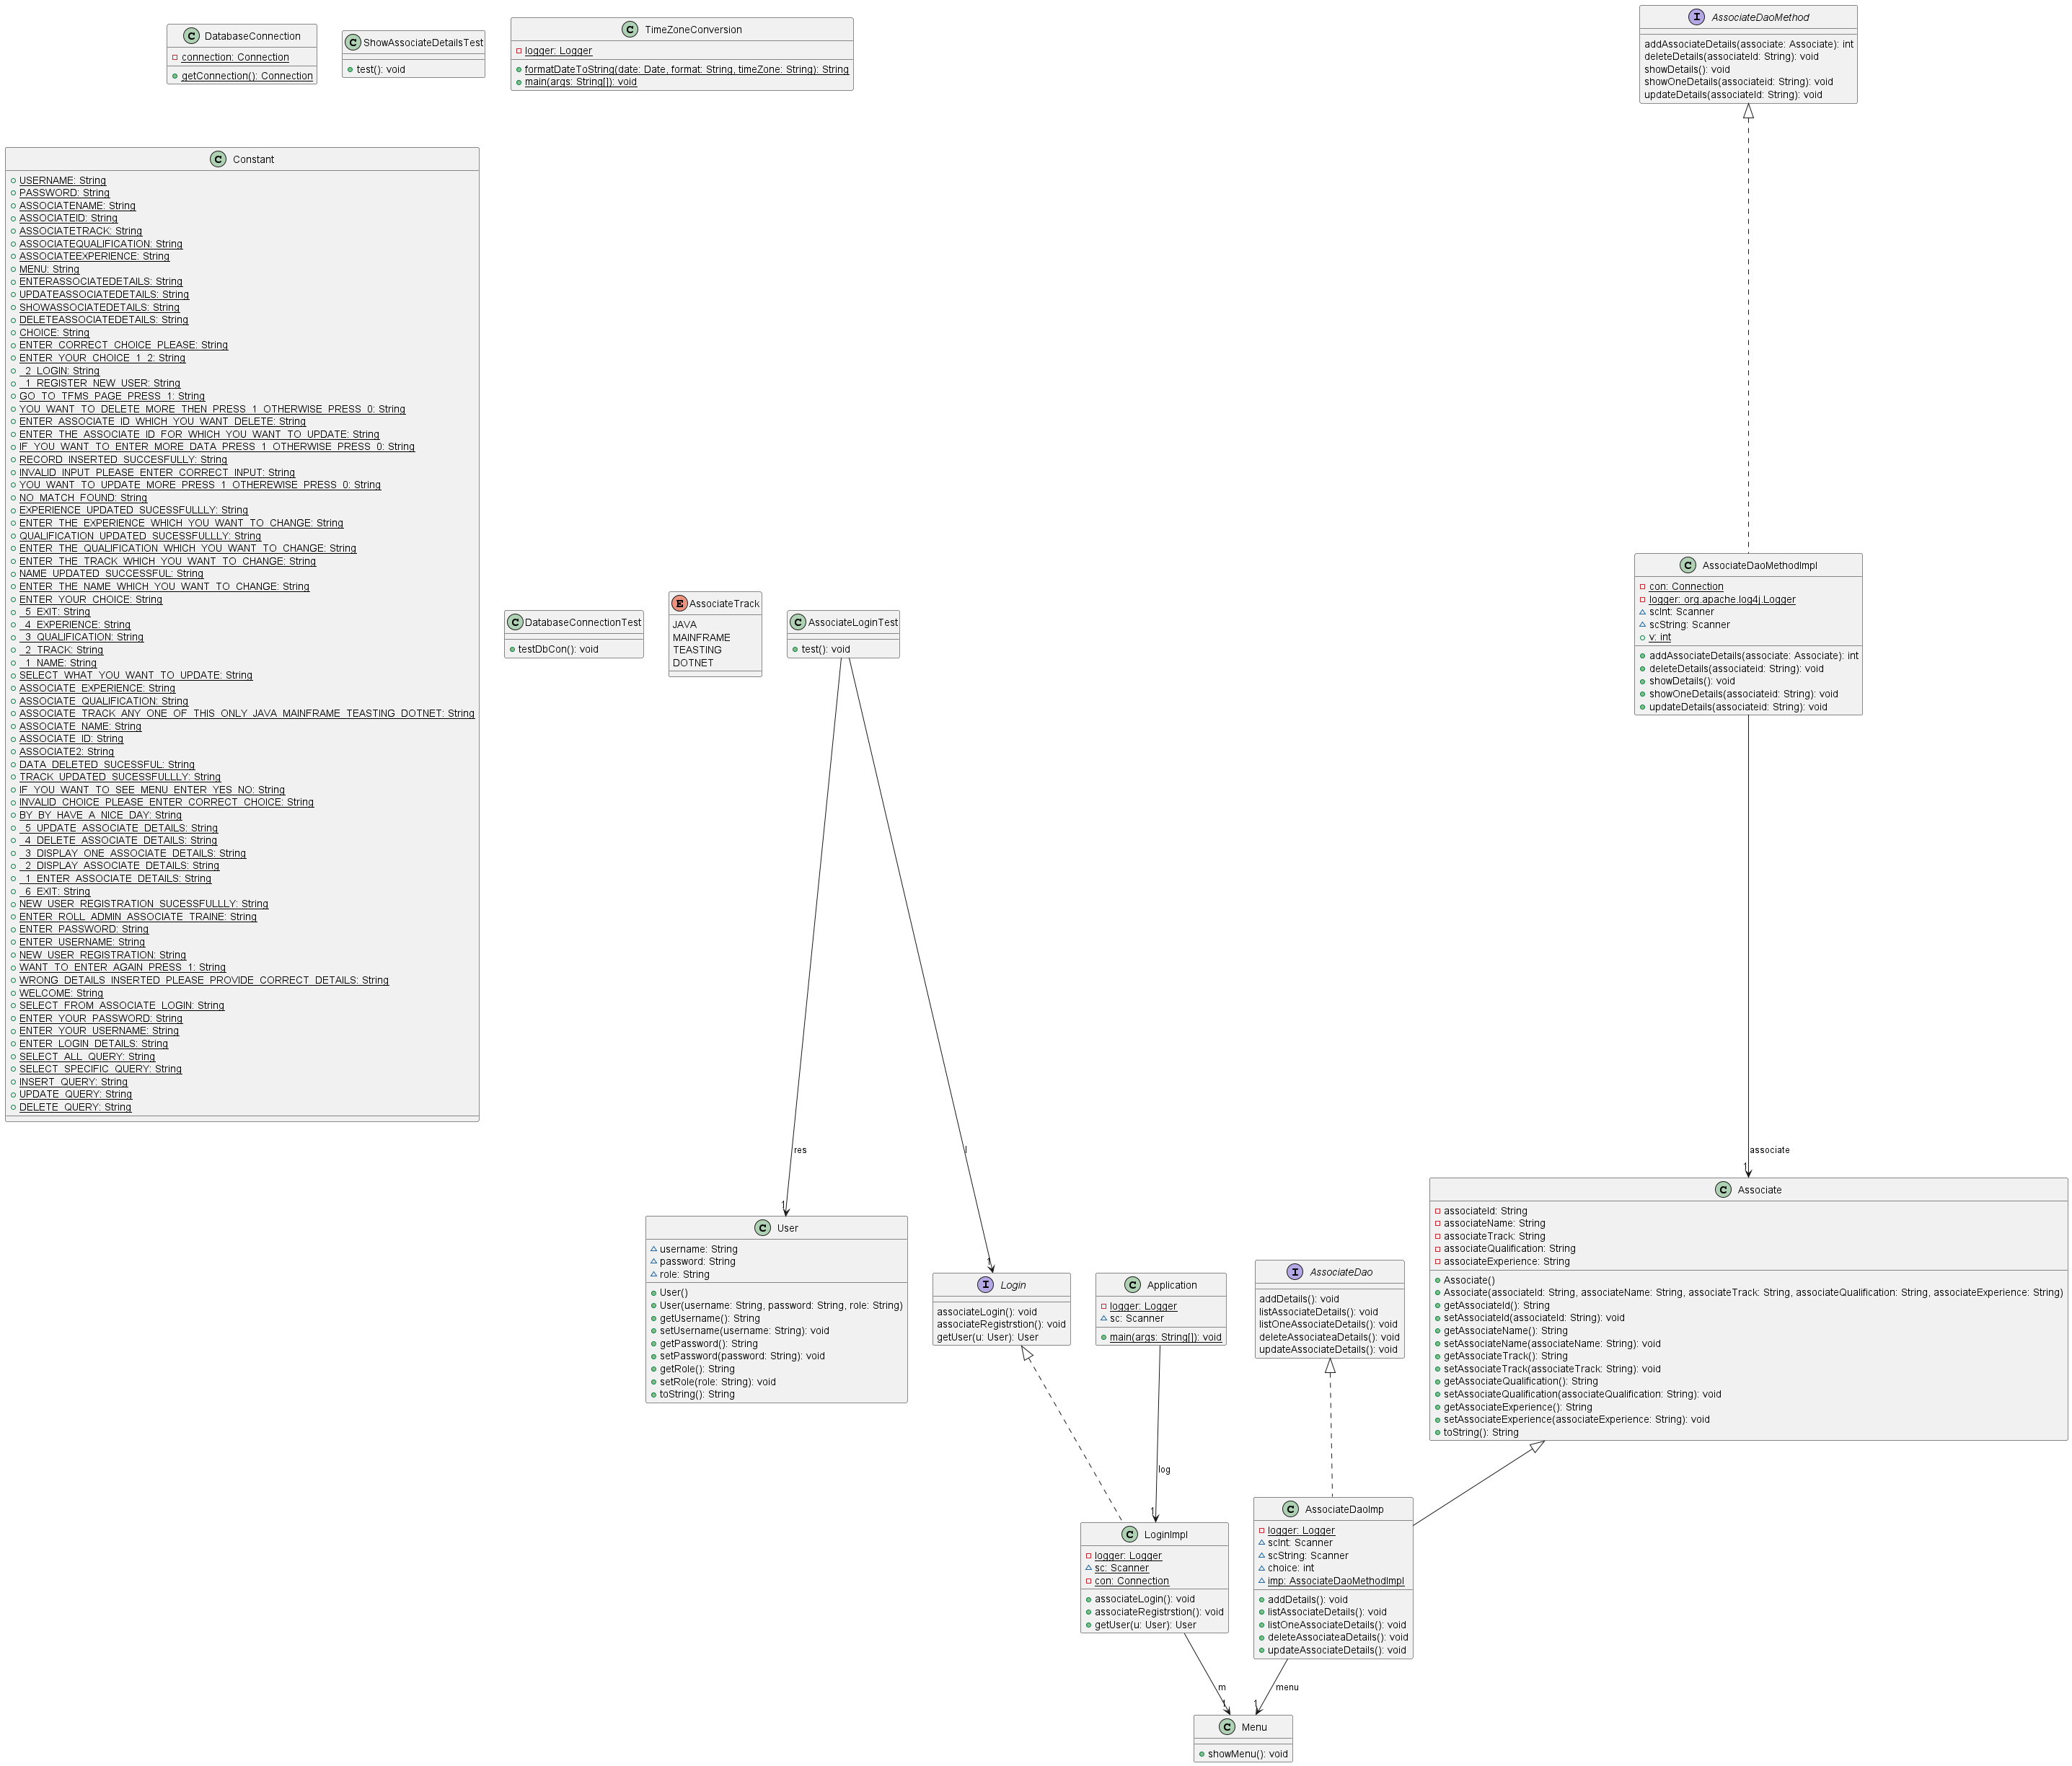 DatabaseConnection
connection: Connection
getConnection(): Connection
ShowAssociateDetailsTest
test(): void
TimeZoneConversion
logger: Logger
formatDateToString(date: Date, format: String, timeZone: String): String
main(args: String[]): void
AssociateDaoMethod
addAssociateDetails(associate: Associate): int
deleteDetails(associateId: String): void
showDetails(): void
showOneDetails(associateid: String): void
updateDetails(associateId: String): void
Constant
USERNAME: String
PASSWORD: String
ASSOCIATENAME: String
ASSOCIATEID: String
ASSOCIATETRACK: String
ASSOCIATEQUALIFICATION: String
ASSOCIATEEXPERIENCE: String
MENU: String
ENTERASSOCIATEDETAILS: String
UPDATEASSOCIATEDETAILS: String
SHOWASSOCIATEDETAILS: String
DELETEASSOCIATEDETAILS: String
CHOICE: String
ENTER_CORRECT_CHOICE_PLEASE: String
ENTER_YOUR_CHOICE_1_2: String
_2_LOGIN: String
_1_REGISTER_NEW_USER: String
GO_TO_TFMS_PAGE_PRESS_1: String
YOU_WANT_TO_DELETE_MORE_THEN_PRESS_1_OTHERWISE_PRESS_0: String
ENTER_ASSOCIATE_ID_WHICH_YOU_WANT_DELETE: String
ENTER_THE_ASSOCIATE_ID_FOR_WHICH_YOU_WANT_TO_UPDATE: String
IF_YOU_WANT_TO_ENTER_MORE_DATA_PRESS_1_OTHERWISE_PRESS_0: String
RECORD_INSERTED_SUCCESFULLY: String
INVALID_INPUT_PLEASE_ENTER_CORRECT_INPUT: String
YOU_WANT_TO_UPDATE_MORE_PRESS_1_OTHEREWISE_PRESS_0: String
NO_MATCH_FOUND: String
EXPERIENCE_UPDATED_SUCESSFULLLY: String
ENTER_THE_EXPERIENCE_WHICH_YOU_WANT_TO_CHANGE: String
QUALIFICATION_UPDATED_SUCESSFULLLY: String
ENTER_THE_QUALIFICATION_WHICH_YOU_WANT_TO_CHANGE: String
ENTER_THE_TRACK_WHICH_YOU_WANT_TO_CHANGE: String
NAME_UPDATED_SUCCESSFUL: String
ENTER_THE_NAME_WHICH_YOU_WANT_TO_CHANGE: String
ENTER_YOUR_CHOICE: String
_5_EXIT: String
_4_EXPERIENCE: String
_3_QUALIFICATION: String
_2_TRACK: String
_1_NAME: String
SELECT_WHAT_YOU_WANT_TO_UPDATE: String
ASSOCIATE_EXPERIENCE: String
ASSOCIATE_QUALIFICATION: String
ASSOCIATE_TRACK_ANY_ONE_OF_THIS_ONLY_JAVA_MAINFRAME_TEASTING_DOTNET: String
ASSOCIATE_NAME: String
ASSOCIATE_ID: String
ASSOCIATE2: String
DATA_DELETED_SUCESSFUL: String
TRACK_UPDATED_SUCESSFULLLY: String
IF_YOU_WANT_TO_SEE_MENU_ENTER_YES_NO: String
INVALID_CHOICE_PLEASE_ENTER_CORRECT_CHOICE: String
BY_BY_HAVE_A_NICE_DAY: String
_5_UPDATE_ASSOCIATE_DETAILS: String
_4_DELETE_ASSOCIATE_DETAILS: String
_3_DISPLAY_ONE_ASSOCIATE_DETAILS: String
_2_DISPLAY_ASSOCIATE_DETAILS: String
_1_ENTER_ASSOCIATE_DETAILS: String
_6_EXIT: String
NEW_USER_REGISTRATION_SUCESSFULLLY: String
ENTER_ROLL_ADMIN_ASSOCIATE_TRAINE: String
ENTER_PASSWORD: String
ENTER_USERNAME: String
NEW_USER_REGISTRATION: String
WANT_TO_ENTER_AGAIN_PRESS_1: String
WRONG_DETAILS_INSERTED_PLEASE_PROVIDE_CORRECT_DETAILS: String
WELCOME: String
SELECT_FROM_ASSOCIATE_LOGIN: String
ENTER_YOUR_PASSWORD: String
ENTER_YOUR_USERNAME: String
ENTER_LOGIN_DETAILS: String
SELECT_ALL_QUERY: String
SELECT_SPECIFIC_QUERY: String
INSERT_QUERY: String
UPDATE_QUERY: String
DELETE_QUERY: String
DatabaseConnectionTest
testDbCon(): void
AssociateTrack
JAVA
MAINFRAME
TEASTING
DOTNET
AssociateLoginTest
test(): void
AssociateDaoMethodImpl
con: Connection
logger: org.apache.log4j.Logger
scInt: Scanner
scString: Scanner
v: int
addAssociateDetails(associate: Associate): int
deleteDetails(associateid: String): void
showDetails(): void
showOneDetails(associateid: String): void
updateDetails(associateid: String): void
res
1
l
1
associate
1
User
username: String
password: String
role: String
User()
User(username: String, password: String, role: String)
getUsername(): String
setUsername(username: String): void
getPassword(): String
setPassword(password: String): void
getRole(): String
setRole(role: String): void
toString(): String
Login
associateLogin(): void
associateRegistrstion(): void
getUser(u: User): User
Application
logger: Logger
sc: Scanner
main(args: String[]): void
AssociateDao
addDetails(): void
listAssociateDetails(): void
listOneAssociateDetails(): void
deleteAssociateaDetails(): void
updateAssociateDetails(): void
Associate
associateId: String
associateName: String
associateTrack: String
associateQualification: String
associateExperience: String
Associate()
Associate(associateId: String, associateName: String, associateTrack: String, associateQualification: String, associateExperience: String)
getAssociateId(): String
setAssociateId(associateId: String): void
getAssociateName(): String
setAssociateName(associateName: String): void
getAssociateTrack(): String
setAssociateTrack(associateTrack: String): void
getAssociateQualification(): String
setAssociateQualification(associateQualification: String): void
getAssociateExperience(): String
setAssociateExperience(associateExperience: String): void
toString(): String
log
1
LoginImpl
logger: Logger
sc: Scanner
con: Connection
associateLogin(): void
associateRegistrstion(): void
getUser(u: User): User
AssociateDaoImp
logger: Logger
scInt: Scanner
scString: Scanner
choice: int
imp: AssociateDaoMethodImpl
addDetails(): void
listAssociateDetails(): void
listOneAssociateDetails(): void
deleteAssociateaDetails(): void
updateAssociateDetails(): void
m
1
menu
1
Menu
showMenu(): void